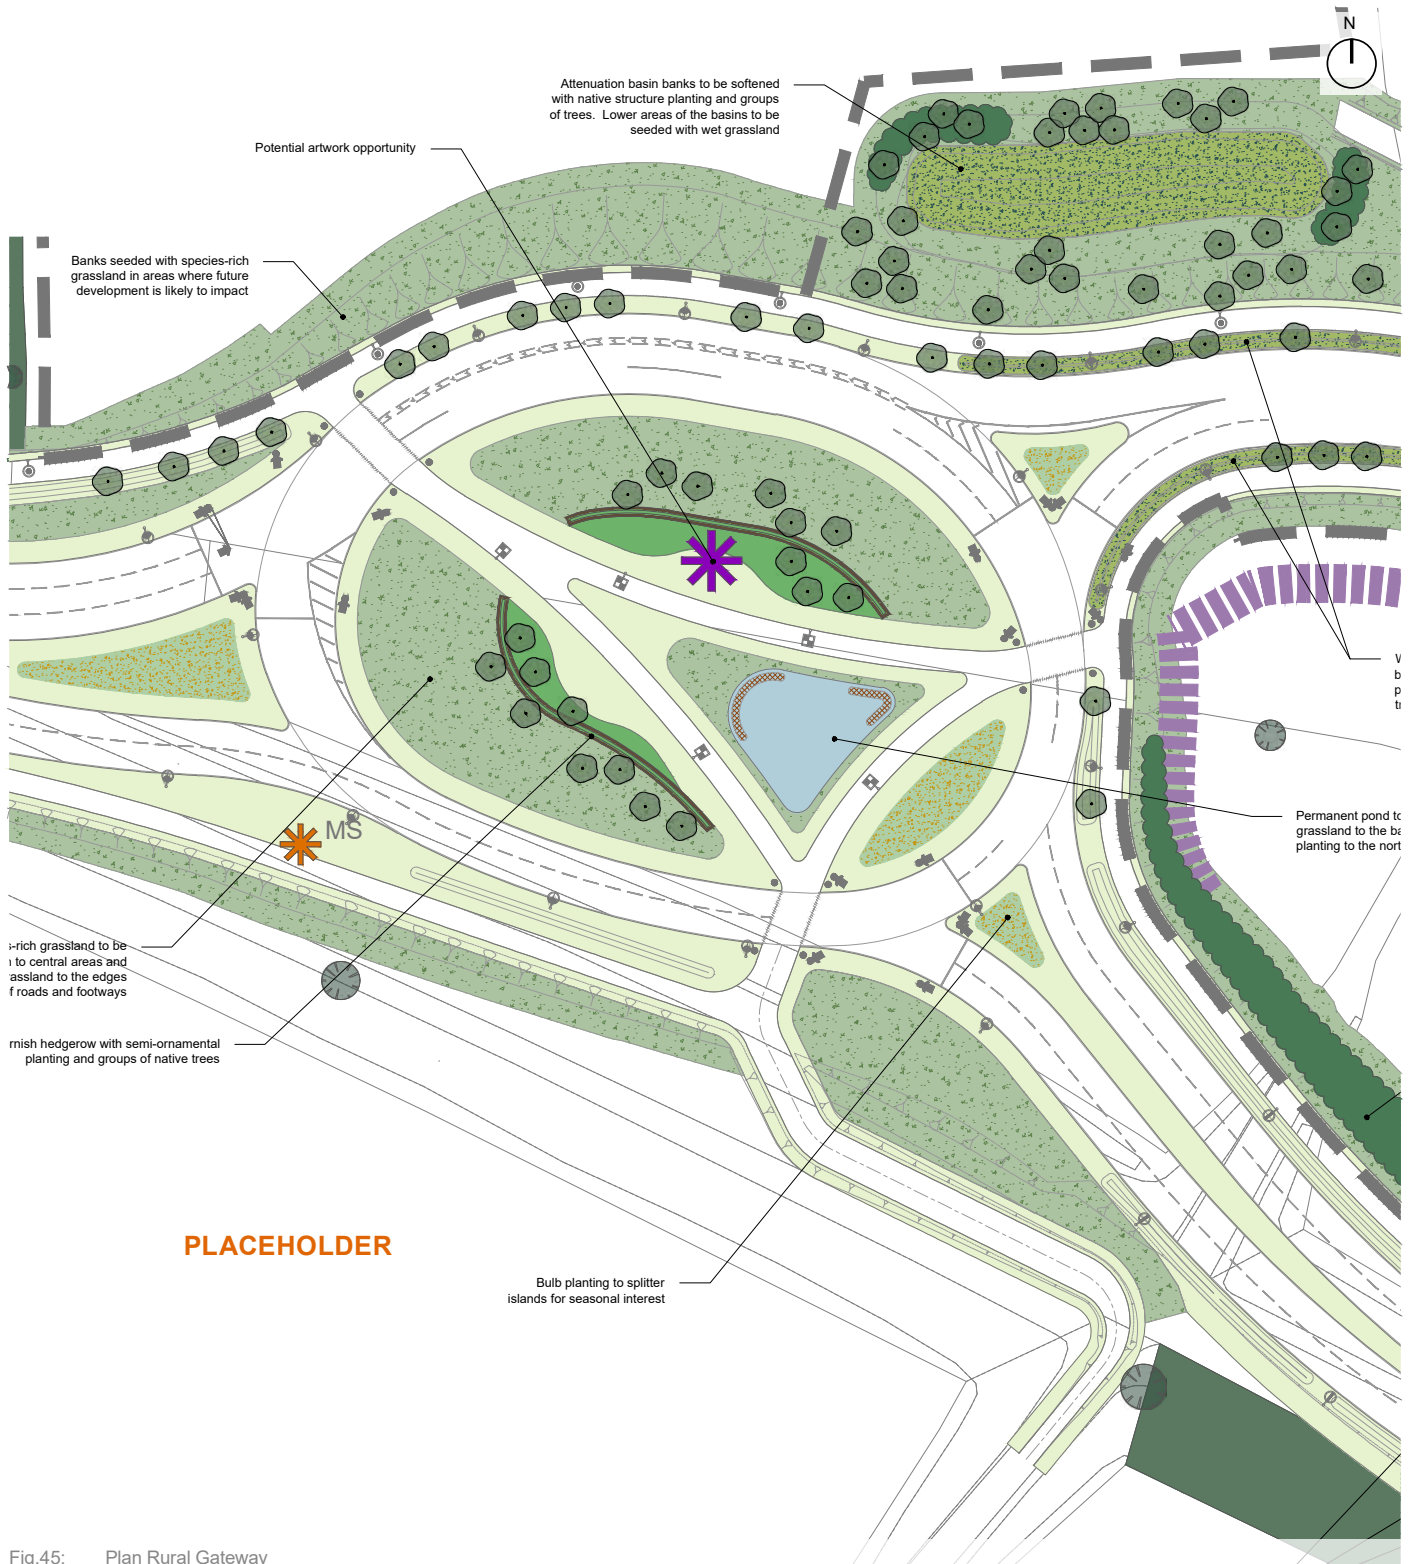 N
Attenuation basin banks to be softened
with native structure planting and groups
of trees.  Lower areas of the basins to be
seeded with wet grassland
Potential artwork opportunity
Banks seeded with species-rich
grassland in areas where future
development is likely to impact
Permanent pond to
grassland to the ba
planting to the nort
MS
s-rich grassland to be
to central areas and
rassland to the edges
f roads and footways
rnish hedgerow with semi-ornamental
planting and groups of native trees
PLACEHOLDER
Bulb planting to splitter
islands for seasonal interest
Fig.45: Plan Rural Gateway